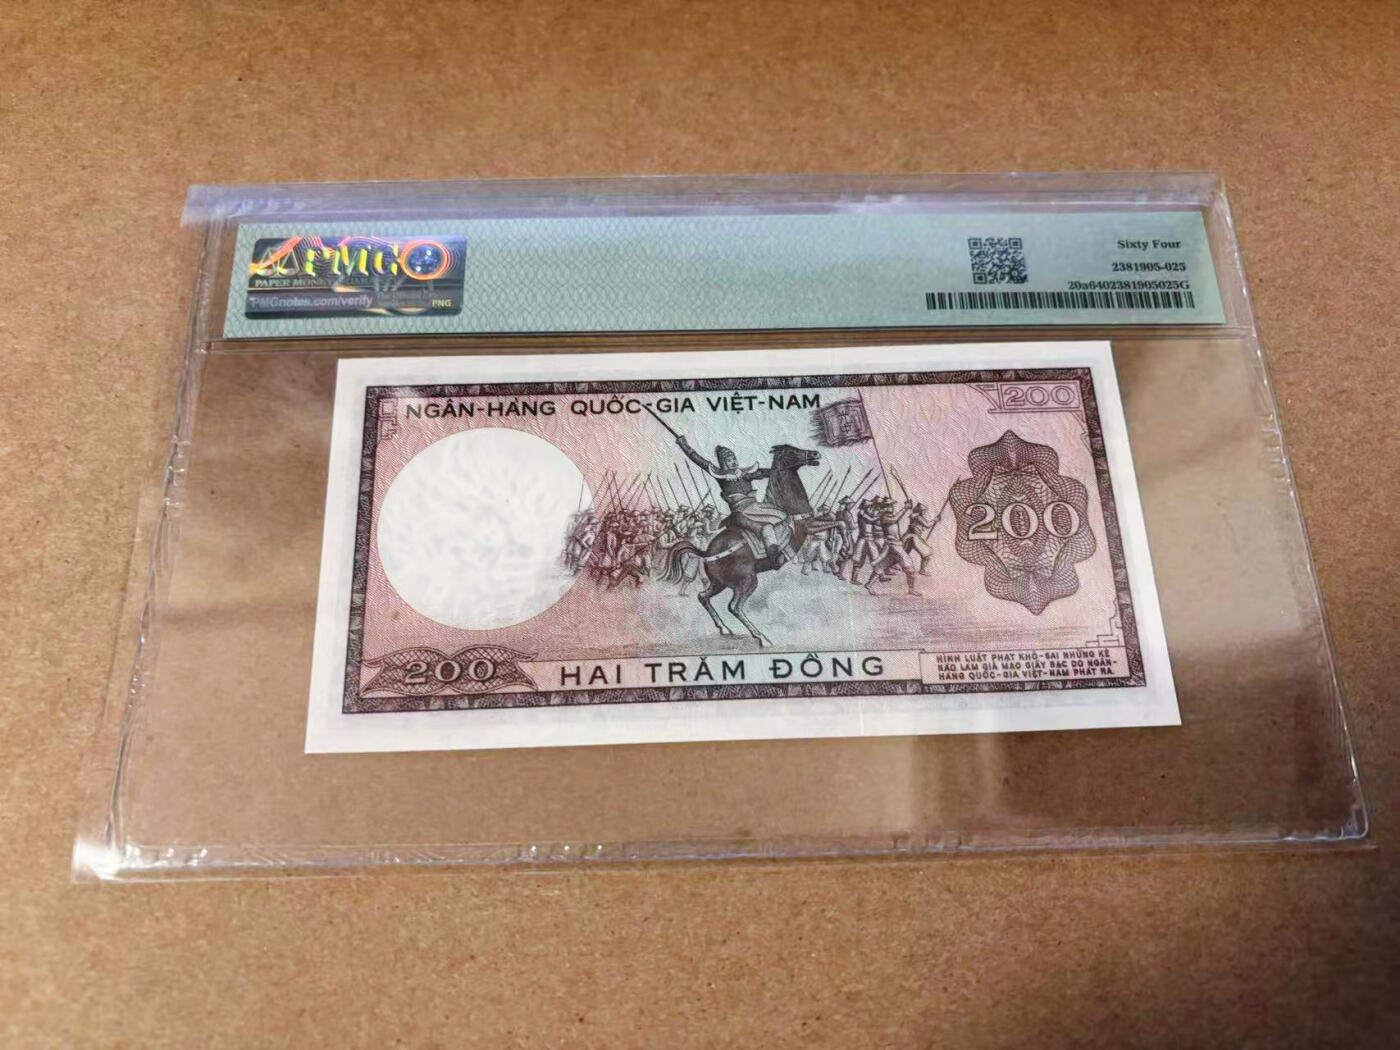 PMG
PAPER MONEY
PMGnotes.com/verify
PNG
Sixty Four
2381905-025
20a6402381905025G
NGÂN-HÀNG QUỐC-GIA VIỆT-NAM
200
200
200
HAI TRĂM ĐỒNG
HÌNH LUẬT PHẠT KHỔ-SAI NHỮNG KẺ
NÀO LÀM GIẢ MẠO GIẤY BẠC DO NGÂN-
HÀNG QUỐC-GIA VIỆT-NAM PHÁT RA.